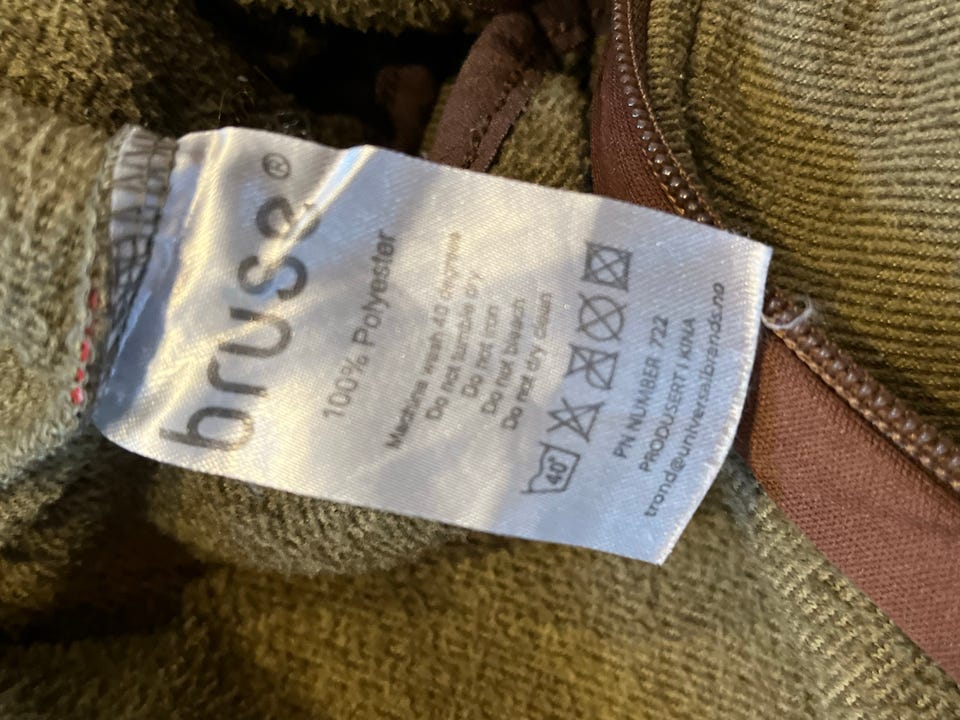 bruse®
100% Polyester
Machine wash 40 degrees
Do not tumble dry
Do not iron
Do not bleach
Do not dry clean
40°
PN NUMBER 722
PRODUSERT I KINA
trond@universalbrands.no